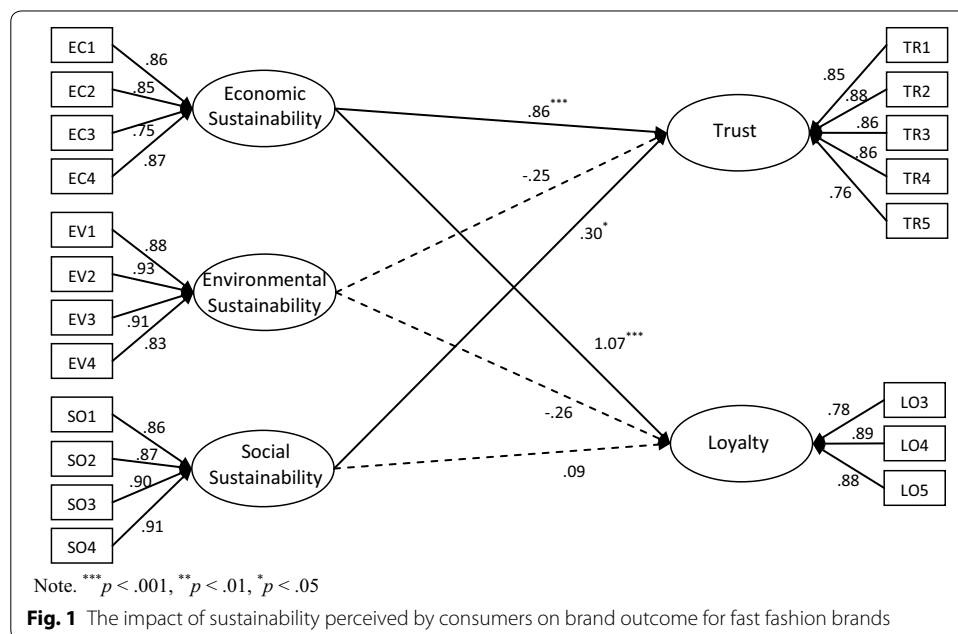 EC1
EC2
EC3
EC4
.86
.85
.75
.87
Economic
Sustainability
EV1
EV2
EV3
EV4
.88
.93
.91
.83
Environmental
Sustainability
SO1
SO2
SO3
SO4
.86
.87
.90
.91
Social
Sustainability
.86***
-.25
.30*
1.07***
-.26
.09
Trust
.85
.88
.86
.86
.76
TR1
TR2
TR3
TR4
TR5
Loyalty
.78
.89
.88
LO3
LO4
LO5
Note. ***p < .001, **p < .01, *p < .05
Fig. 1 The impact of sustainability perceived by consumers on brand outcome for fast fashion brands